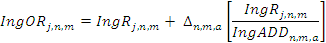 IngOR_{j,n,m} = IngR_{j,n,m} + Δ_{n,m,a} [ IngR_{j,n,m} / IngADD_{n,m,a} ]